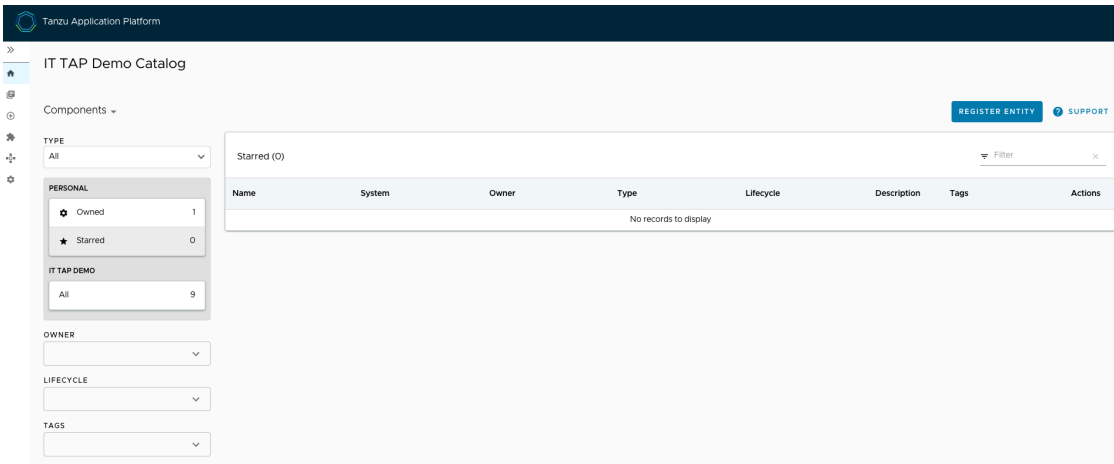 Tanzu Application Platform
IT TAP Demo Catalog
Components
REGISTER ENTITY
SUPPORT
TYPE
All
PERSONAL
Owned 1
Starred 0
IT TAP DEMO
All 9
OWNER
LIFECYCLE
TAGS
Starred (0)
Filter
Name System Owner Type Lifecycle Description Tags Actions
No records to display